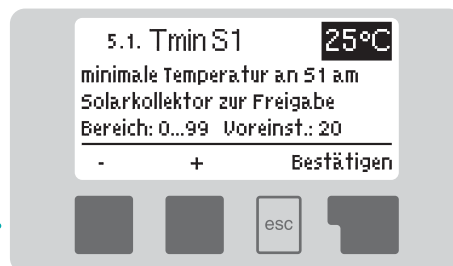 5.1. Tmin S1 25°C
minimale Temperatur an S1 am
Solarkollektor zur Freigabe
Bereich: 0...99 Voreinst.: 20
- + Bestätigen
esc